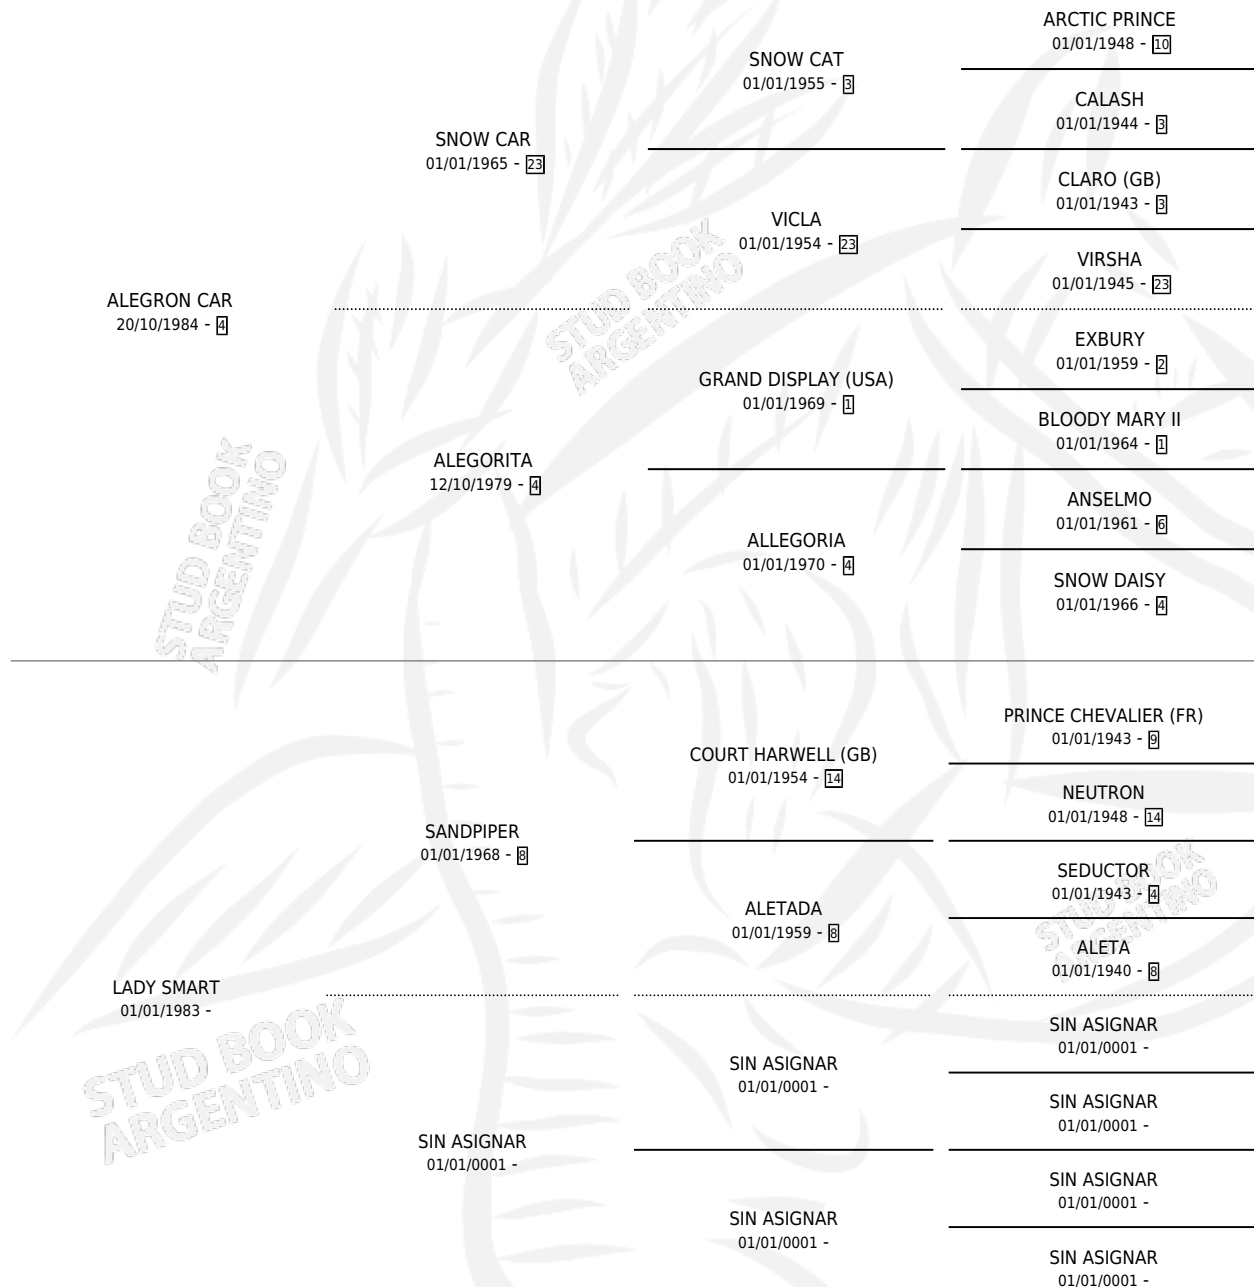 ARCTIC PRINCE
01/01/1948 - 10
SNOW CAT
01/01/1955 - 3
CALASH
01/01/1944 - 3
SNOW CAR
01/01/1965 - 23
CLARO (GB)
01/01/1943 - 3
VICLA
01/01/1954 - 23
VIRSHA
01/01/1945 - 23
ALEGRON CAR
20/10/1984 - 4
EXBURY
01/01/1959 - 2
GRAND DISPLAY (USA)
01/01/1969 - 1
BLOODY MARY II
01/01/1964 - 1
ALEGORITA
12/10/1979 - 4
ANSELMO
01/01/1961 - 6
ALLEGORIA
01/01/1970 - 4
SNOW DAISY
01/01/1966 - 4
STUD BOOK
ARGENTINO
STUD BOOK
ARGENTINO
PRINCE CHEVALIER (FR)
01/01/1943 - 9
COURT HARWELL (GB)
01/01/1954 - 14
NEUTRON
01/01/1948 - 14
SANDPIPER
01/01/1968 - 8
SEDUCTOR
01/01/1943 - 4
ALETADA
01/01/1959 - 8
ALETA
01/01/1940 - 8
STUD BOOK
ARGENTINO
LADY SMART
01/01/1983 -
SIN ASIGNAR
01/01/0001 -
SIN ASIGNAR
01/01/0001 -
SIN ASIGNAR
01/01/0001 -
SIN ASIGNAR
01/01/0001 -
SIN ASIGNAR
01/01/0001 -
SIN ASIGNAR
01/01/0001 -
SIN ASIGNAR
01/01/0001 -
STUD BOOK
ARGENTINO